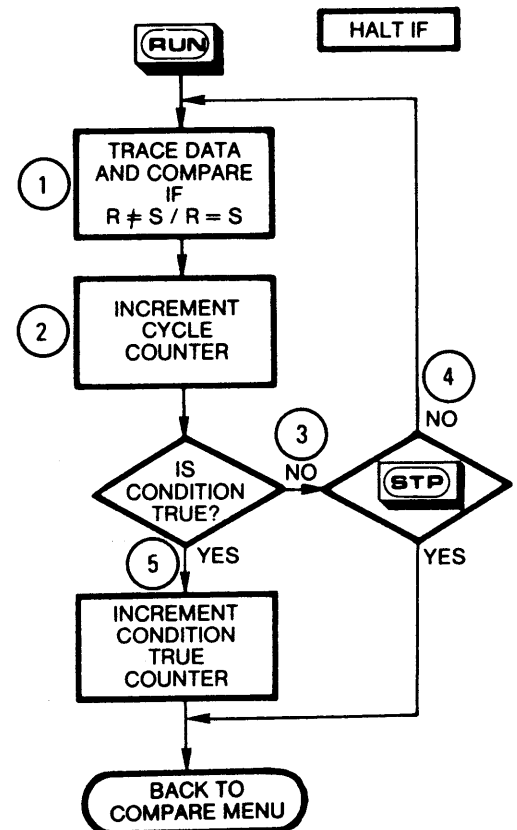 HALT IF
RUN
1
TRACE DATA
AND COMPARE
IF
R ≠ S / R = S
2
INCREMENT
CYCLE
COUNTER
3
4
NO
IS
CONDITION
TRUE?
NO
STP
YES
YES
5
INCREMENT
CONDITION
TRUE
COUNTER
BACK TO
COMPARE MENU